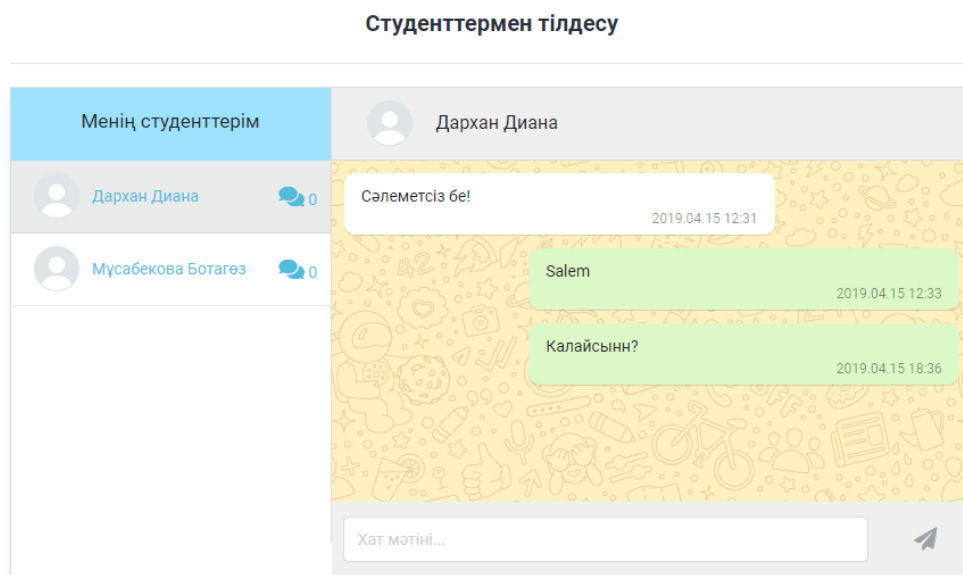 Студенттермен тілдесу
Менің студенттерім
Дархан Диана
Дархан Диана
0
Мұсабекова Ботагөз
0
Сәлеметсіз бе!
2019.04.15 12:31
Salem
2019.04.15 12:33
Калайсынн?
2019.04.15 18:36
Хат мәтіні...